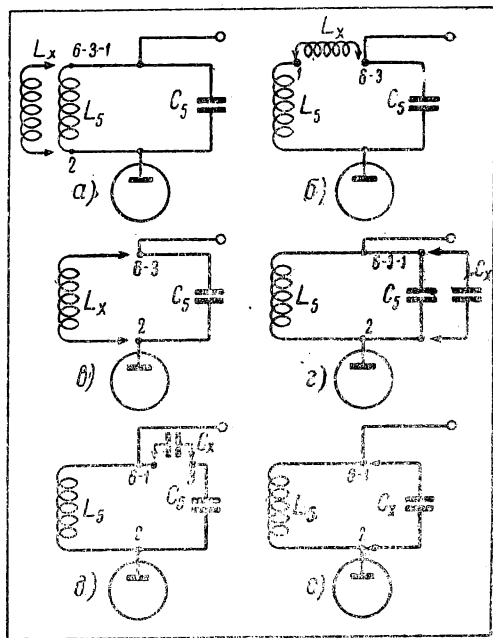 Lx 6-3-1 L5 C5 2 а)
Lx 1 6-3 L5 C5 б)
6-3 Lx C5 2 в)
6-3-1 L5 C5 Cx 2 г)
Cx 6-1 3 L5 C5 2 д)
6-1 L5 Cx е)